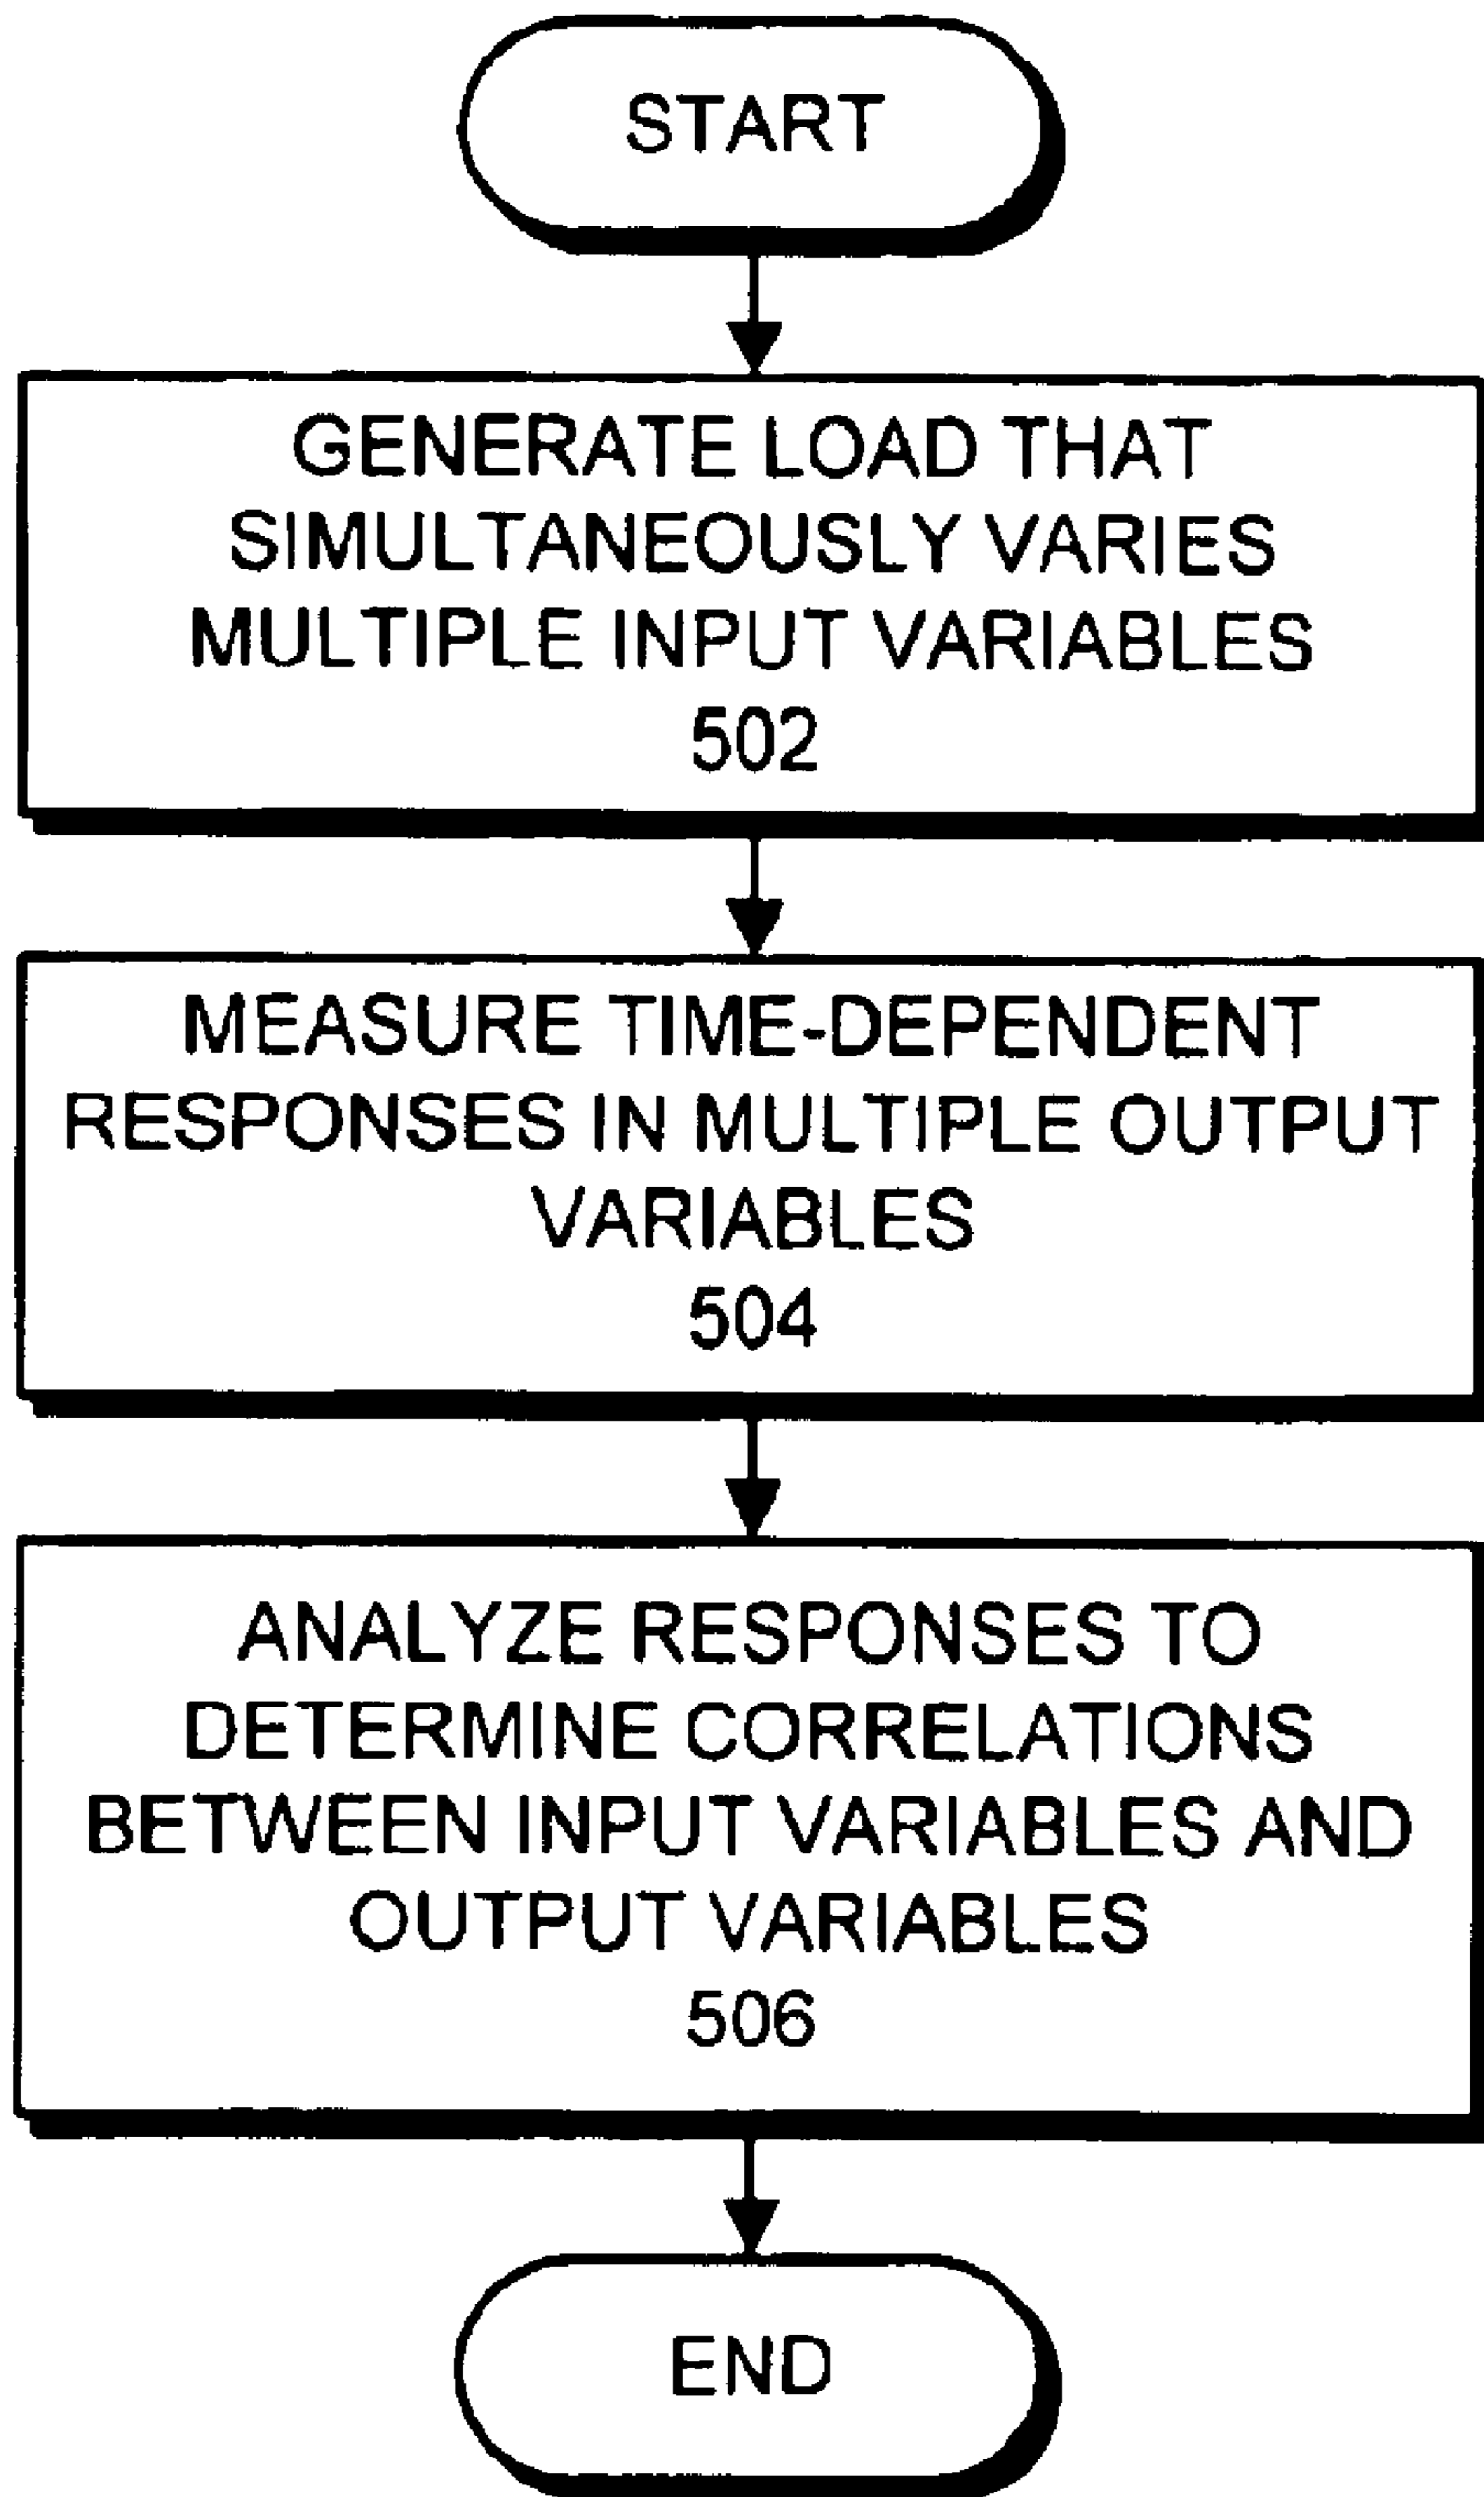 START
GENERATE LOAD THAT
SIMULTANEOUSLY VARIES
MULTIPLE INPUT VARIABLES
502
MEASURE TIME-DEPENDENT
RESPONSES IN MULTIPLE OUTPUT
VARIABLES
504
ANALYZE RESPONSES TO
DETERMINE CORRELATIONS
BETWEEN INPUT VARIABLES AND
OUTPUT VARIABLES
506
END